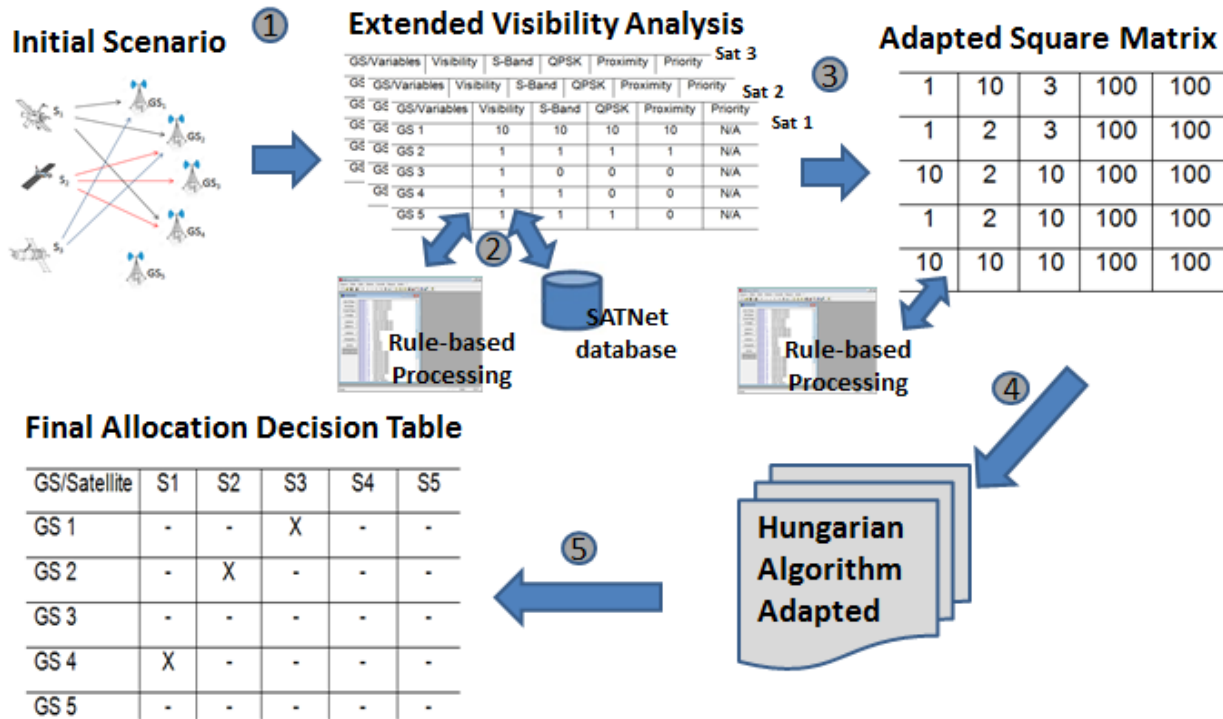 Initial Scenario
1
S1
S2
S3
GS1
GS2
GS3
GS4
GS5
Extended Visibility Analysis
GS/Variables Visibility S-Band QPSK Proximity Priority
Sat 3
GS/Variables Visibility S-Band QPSK Proximity Priority
Sat 2
GS/Variables Visibility S-Band QPSK Proximity Priority
Sat 1
GS 1 10 10 10 10 N/A
GS 2 1 1 1 1 N/A
GS 3 1 0 0 0 N/A
GS 4 1 1 0 0 N/A
GS 5 1 1 1 0 N/A
2
Rule-based
Processing
SATNet
database
3
Adapted Square Matrix
1 10 3 100 100
1 2 3 100 100
10 2 10 100 100
1 2 10 100 100
10 10 10 100 100
Rule-based
Processing
4
Hungarian
Algorithm
Adapted
5
Final Allocation Decision Table
GS/Satellite S1 S2 S3 S4 S5
GS 1 - - X - -
GS 2 - X - - -
GS 3 - - - - -
GS 4 X - - - -
GS 5 - - - - -